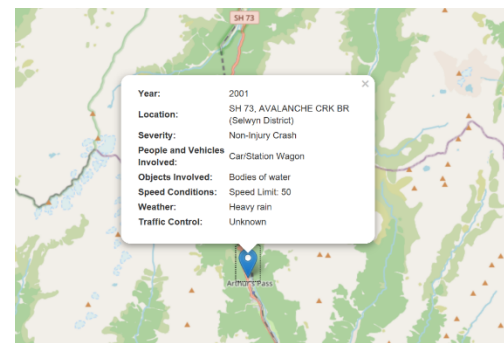 SH 73
×
Year: 2001
Location: SH 73, AVALANCHE CRK BR
(Selwyn District)
Severity: Non-Injury Crash
People and Vehicles
Involved: Car/Station Wagon
Objects Involved: Bodies of water
Speed Conditions: Speed Limit: 50
Weather: Heavy rain
Traffic Control: Unknown
Arthur's Pass